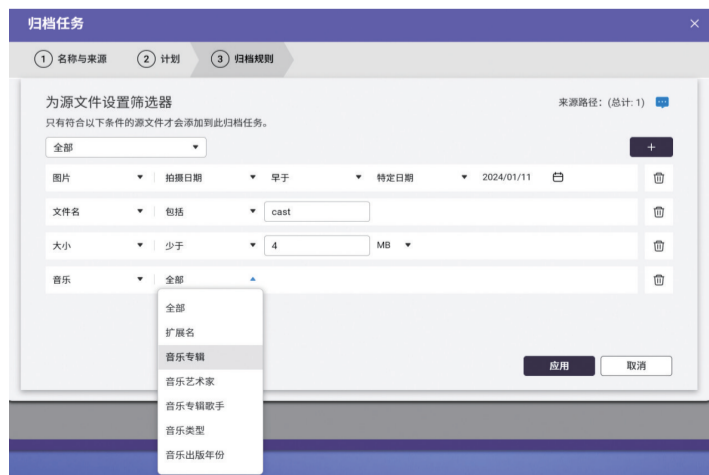 归档任务
1 名称与来源 2 计划 3 归档规则
为源文件设置筛选器
来源路径：(总计: 1)
只有符合以下条件的源文件才会添加到此归档任务。
全部
+
图片 拍摄日期 早于 特定日期 2024/01/11
文件名 包括 cast
大小 少于 4 MB
音乐 全部
全部
扩展名
音乐专辑
音乐艺术家
音乐专辑歌手
音乐类型
音乐出版年份
应用 取消